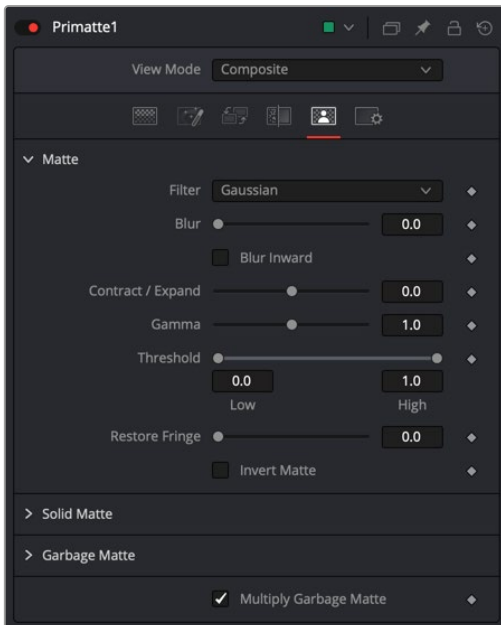 Primatte1
View Mode Composite
Matte
Filter Gaussian
Blur 0.0
Blur Inward
Contract / Expand 0.0
Gamma 1.0
Threshold
0.0 1.0
Low High
Restore Fringe 0.0
Invert Matte
Solid Matte
Garbage Matte
Multiply Garbage Matte